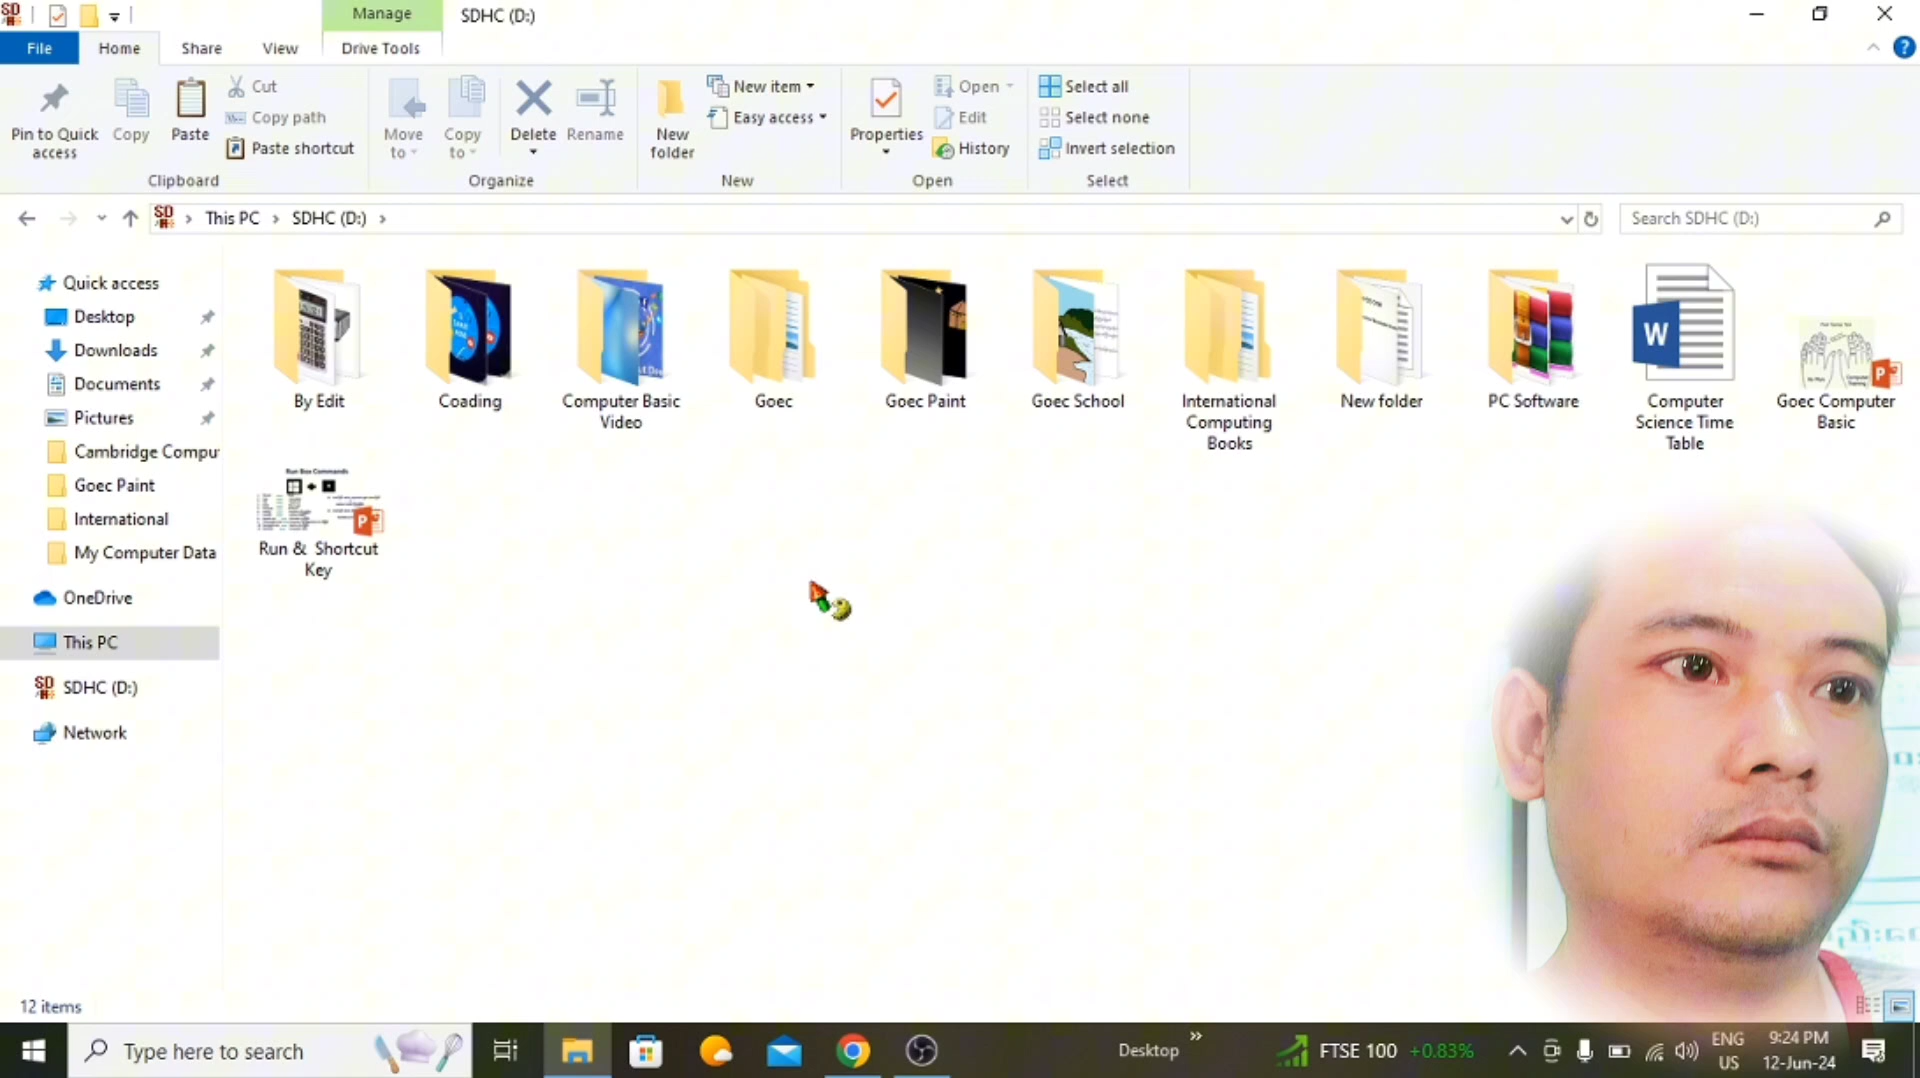 Manage
SDHC (D:)
File
Home
Share
View
Drive Tools
Pin to Quick access
Copy
Paste
Cut
Copy path
Paste shortcut
Clipboard
Move to
Copy to
Delete
Rename
Organize
New folder
New item
Easy access
New
Properties
Open
Edit
History
Open
Select all
Select none
Invert selection
Select
This PC
SDHC (D:)
Search SDHC (D:)
Quick access
Desktop
Downloads
Documents
Pictures
Cambridge Compu
Goec Paint
International
My Computer Data
OneDrive
This PC
SDHC (D:)
Network
By Edit
Coading
Computer Basic
Video
Goec
Goec Paint
Goec School
International
Computing
Books
New folder
PC Software
Computer
Science Time
Table
Goec Computer
Basic
Run Box Commands
Run & Shortcut
Key
12 items
Type here to search
Desktop
FTSE 100 +0.83%
ENG
US
9:24 PM
12-Jun-24